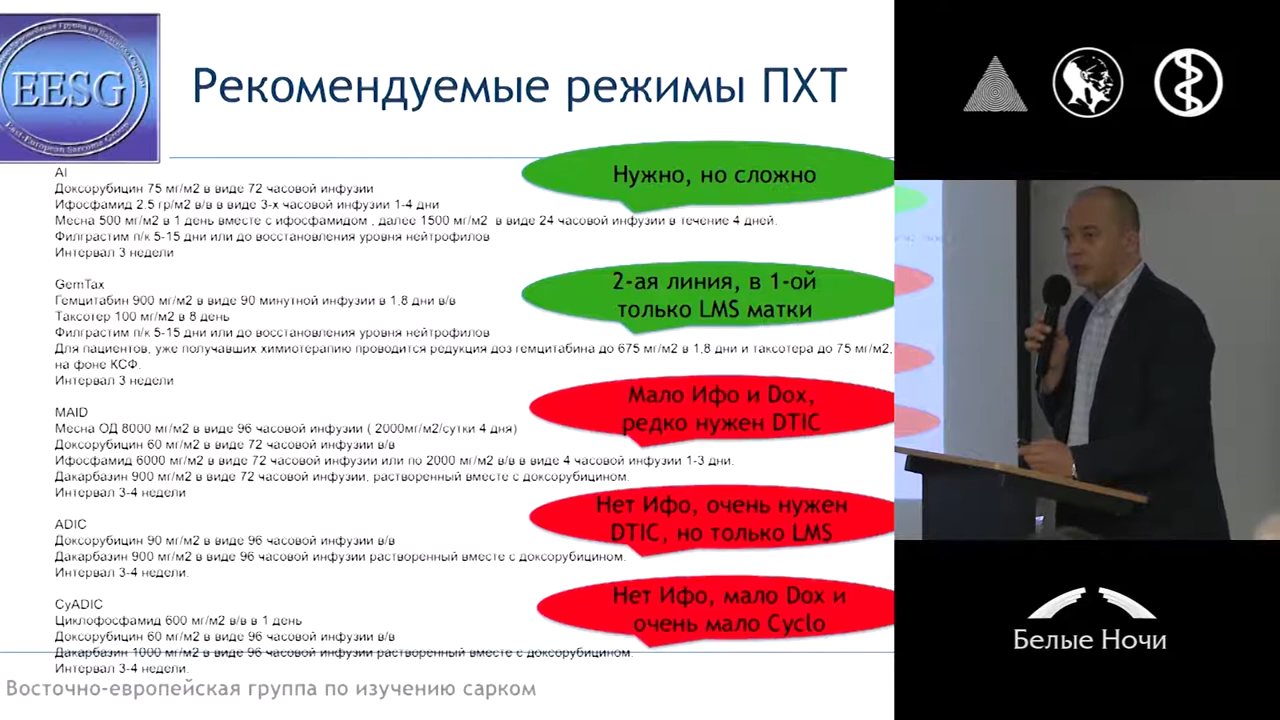 EESG
East-European Sarcoma Group
Рекомендуемые режимы ПХТ
AI
Доксорубицин 75 мг/м2 в виде 72 часовой инфузии
Ифосфамид 2.5 гр/м2 в/в в виде 3-х часовой инфузии 1-4 дни
Месна 500 мг/м2 в 1 день вместе с ифосфамидом , далее 1500 мг/м2 в виде 24 часовой инфузии в течение 4 дней.
Филграстим п/к 5-15 дни или до восстановления уровня нейтрофилов
Интервал 3 недели
Нужно, но сложно
GemTax
Гемцитабин 900 мг/м2 в виде 90 минутной инфузии в 1,8 дни в/в
Таксотер 100 мг/м2 в 8 день
Филграстим п/к 5-15 дни или до восстановления уровня нейтрофилов
Для пациентов, уже получавших химиотерапию проводится редукция доз гемцитабина до 675 мг/м2 в 1,8 дни и таксотера до 75 мг/м2,
на фоне КСФ.
Интервал 3 недели
2-ая линия, в 1-ой
только LMS матки
MAID
Месна ОД 8000 мг/м2 в виде 96 часовой инфузии ( 2000мг/м2/сутки 4 дня)
Доксорубицин 60 мг/м2 в виде 72 часовой инфузии в/в
Ифосфамид 6000 мг/м2 в виде 72 часовой инфузии или по 2000 мг/м2 в/в в виде 4 часовой инфузии 1-3 дни.
Дакарбазин 900 мг/м2 в виде 72 часовой инфузии, растворенный вместе с доксорубицином.
Интервал 3-4 недели
Мало Ифо и Dox,
редко нужен DTIC
ADIC
Доксорубицин 90 мг/м2 в виде 96 часовой инфузии в/в
Дакарбазин 900 мг/м2 в виде 96 часовой инфузии растворенный вместе с доксорубицином.
Интервал 3-4 недели.
Нет Ифо, очень нужен
DTIC, но только LMS
CyADIC
Циклофосфамид 600 мг/м2 в/в в 1 день
Доксорубицин 60 мг/м2 в виде 96 часовой инфузии в/в
Дакарбазин 1000 мг/м2 в виде 96 часовой инфузии растворенный вместе с доксорубицином.
Интервал 3-4 недели.
Нет Ифо, мало Dox и
очень мало Cyclo
Восточно-европейская группа по изучению сарком
Белые Ночи